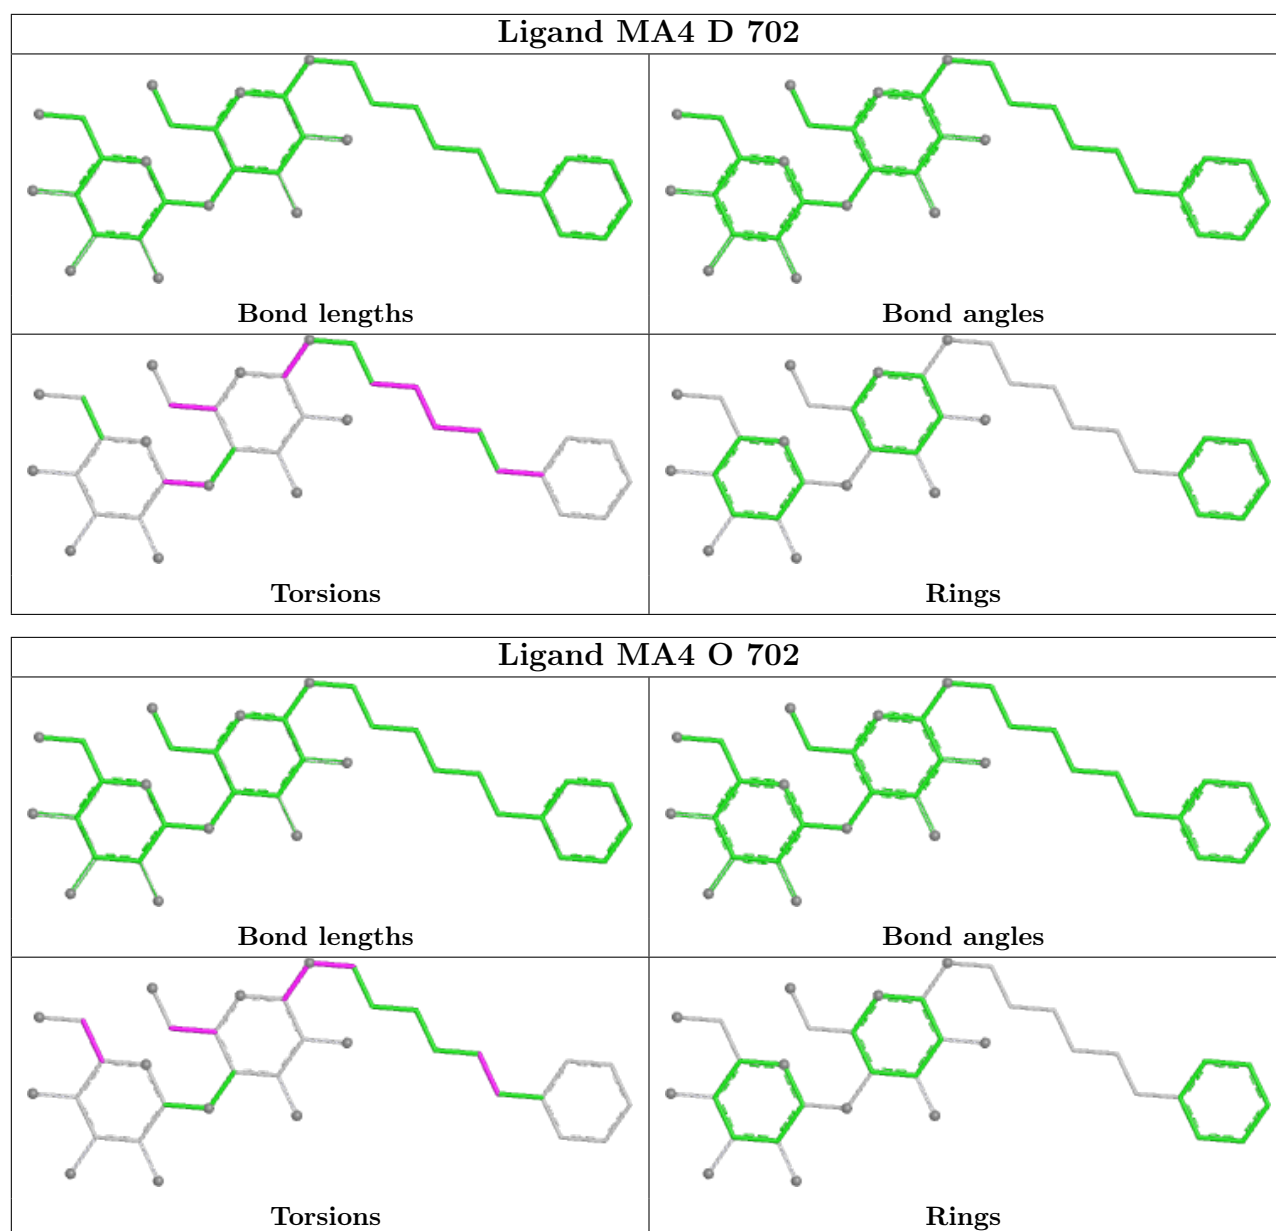 Ligand MA4 D 702
Bond lengths
Bond angles
Torsions
Rings
Ligand MA4 O 702
Bond lengths
Bond angles
Torsions
Rings